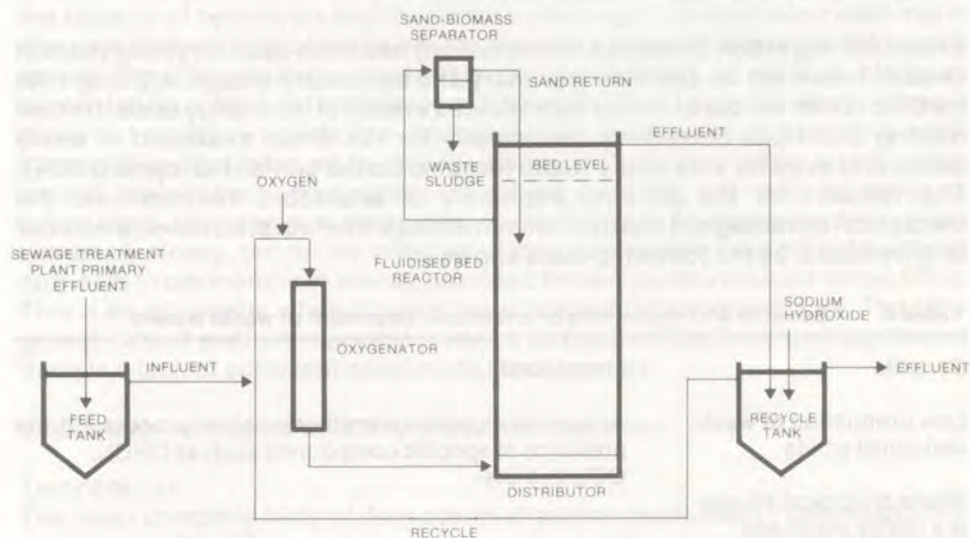 SAND-BIOMASS
SEPARATOR
SAND RETURN
EFFLUENT
WASTE
SLUDGE
BED LEVEL
OXYGEN
SEWAGE TREATMENT
PLANT PRIMARY
EFFLUENT
FLUIDISED BED
REACTOR
SODIUM
HYDROXIDE
OXYGENATOR
INFLUENT
EFFLUENT
FEED
TANK
RECYCLE
TANK
DISTRIBUTOR
RECYCLE